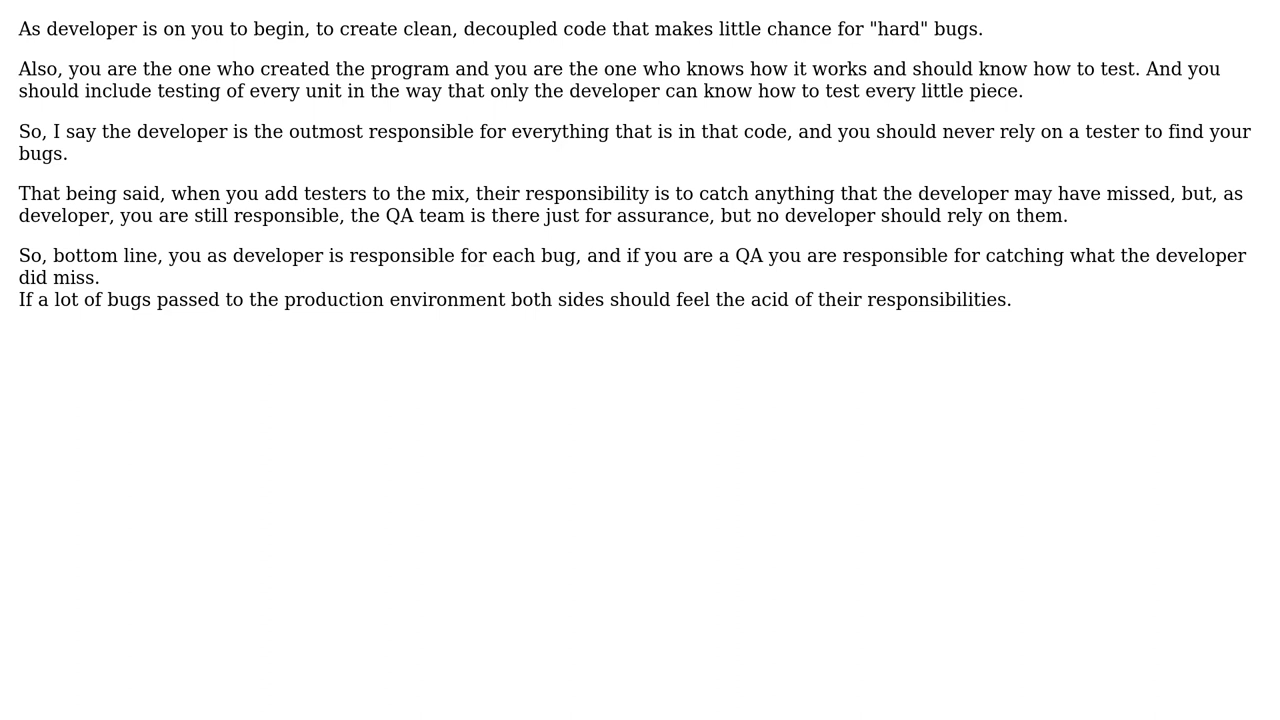 As developer is on you to begin, to create clean, decoupled code that makes little chance for "hard" bugs.
Also, you are the one who created the program and you are the one who knows how it works and should know how to test. And you
should include testing of every unit in the way that only the developer can know how to test every little piece.
So, I say the developer is the outmost responsible for everything that is in that code, and you should never rely on a tester to find your
bugs.
That being said, when you add testers to the mix, their responsibility is to catch anything that the developer may have missed, but, as
developer, you are still responsible, the QA team is there just for assurance, but no developer should rely on them.
So, bottom line, you as developer is responsible for each bug, and if you are a QA you are responsible for catching what the developer
did miss.
If a lot of bugs passed to the production environment both sides should feel the acid of their responsibilities.